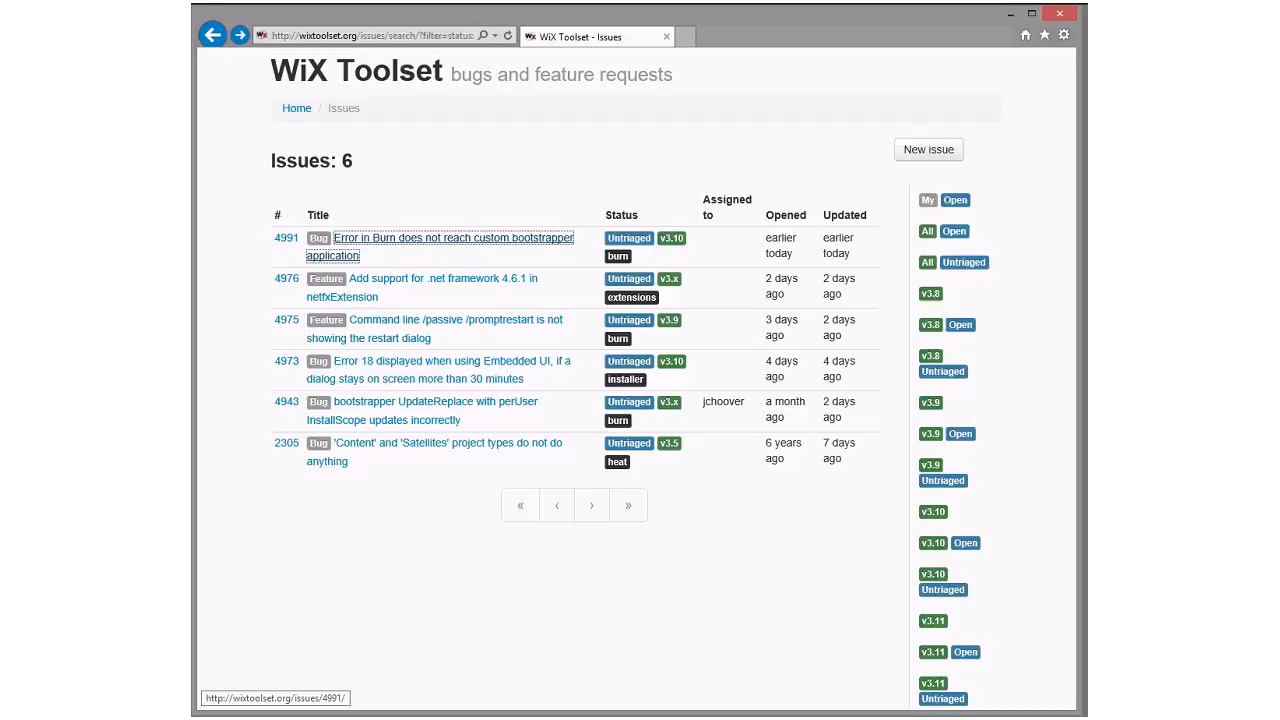 http://wixtoolset.org/issues/search/?filter=status:
WiX Toolset - Issues
WiX Toolset bugs and feature requests
Home / Issues
Issues: 6
New issue
# Title Status Assigned to Opened Updated
4991 Bug Error in Burn does not reach custom bootstrapper Untriaged v3.10 earlier earlier
application burn today today
4976 Feature Add support for .net framework 4.6.1 in Untriaged v3.x 2 days 2 days
netfxExtension extensions ago ago
4975 Feature Command line /passive /promptrestart is not Untriaged v3.9 3 days 2 days
showing the restart dialog burn ago ago
4973 Bug Error 18 displayed when using Embedded UI, if a Untriaged v3.10 4 days 4 days
dialog stays on screen more than 30 minutes installer ago ago
4943 Bug bootstrapper UpdateReplace with perUser Untriaged v3.x jchoover a month 2 days
InstallScope updates incorrectly burn ago ago
2305 Bug 'Content' and 'Satellites' project types do not do Untriaged v3.5 6 years 7 days
anything heat ago ago
« ‹ › »
My Open
All Open
All Untriaged
v3.8
v3.8 Open
v3.8
Untriaged
v3.9
v3.9 Open
v3.9
Untriaged
v3.10
v3.10 Open
v3.10
Untriaged
v3.11
v3.11 Open
v3.11
Untriaged
http://wixtoolset.org/issues/4991/